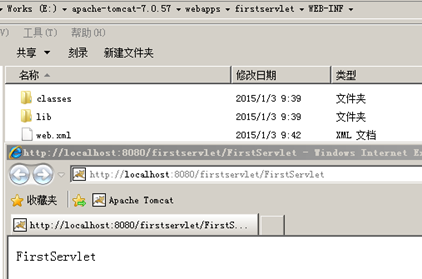 Works (E:) ▸ apache-tomcat-7.0.57 ▸ webapps ▸ firstservlet ▸ WEB-INF ▸
V) 工具(T) 帮助(H)
共享 刻录 新建文件夹
名称 修改日期 类型
classes 2015/1/3 9:39 文件夹
lib 2015/1/3 9:39 文件夹
web.xml 2015/1/3 9:42 XML 文档
http://localhost:8080/firstservlet/FirstServlet - Windows Internet E
http://localhost:8080/firstservlet/FirstServlet
收藏夹 Apache Tomcat
http://localhost:8080/firstservlet/FirstS...
FirstServlet